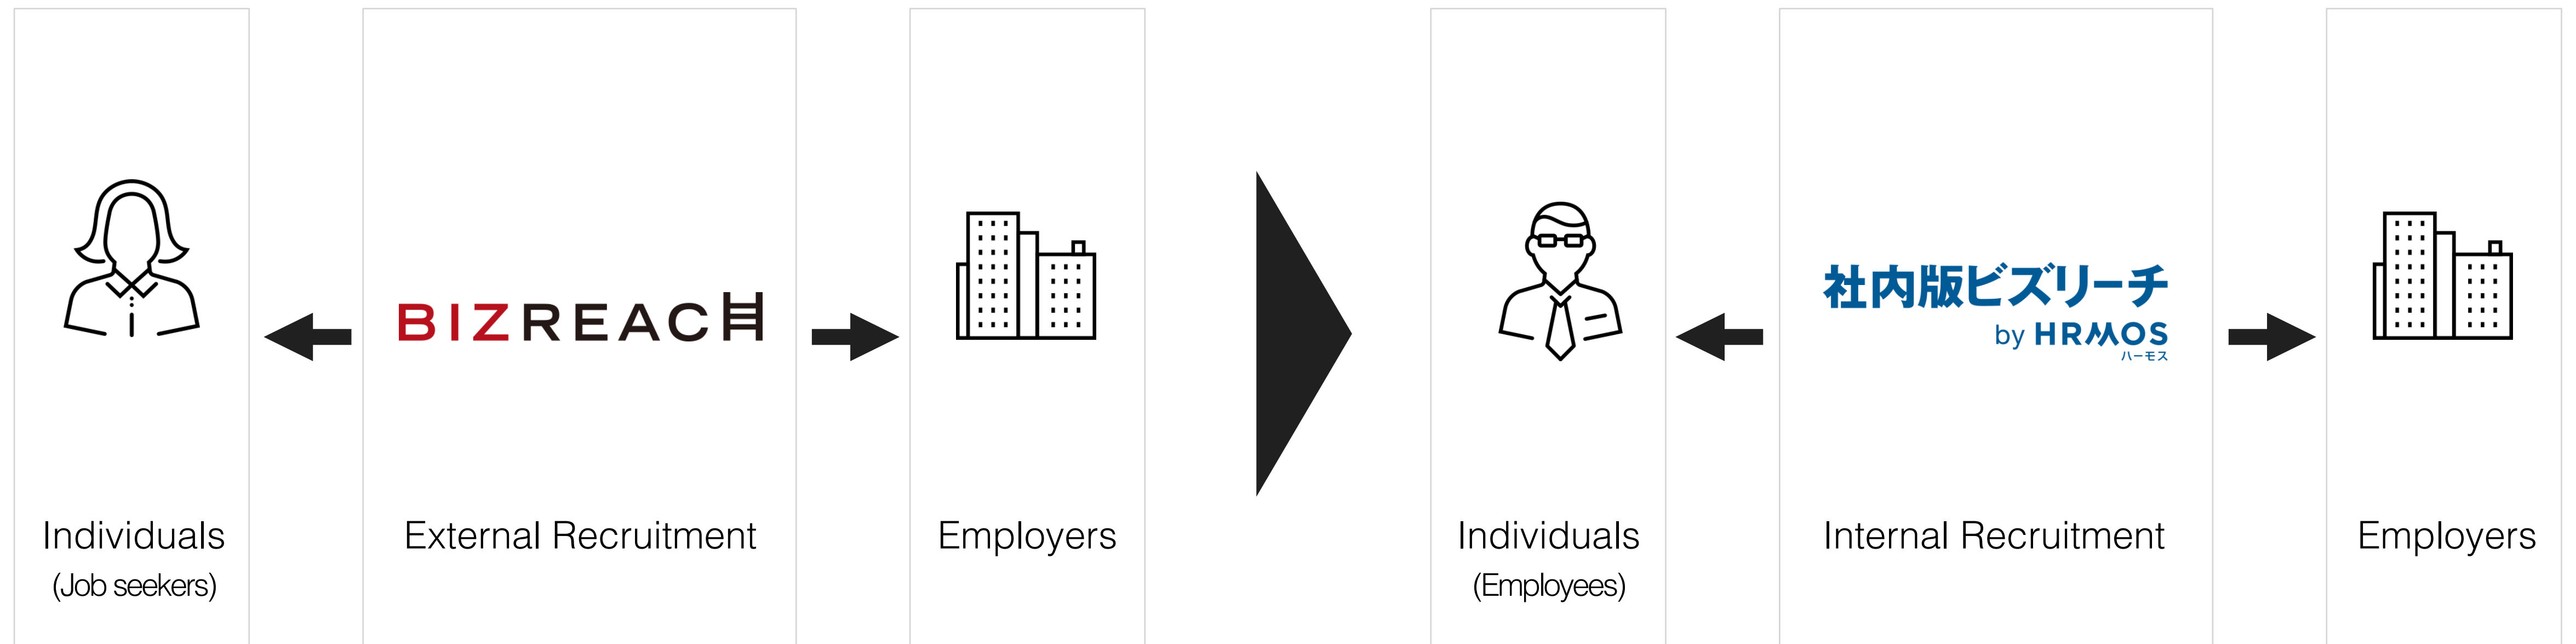 BIZREACH
Individuals
(Job seekers)
External Recruitment
Employers
社内版ビズリーチ
by HRMOS
ハーモス
Individuals
(Employees)
Internal Recruitment
Employers